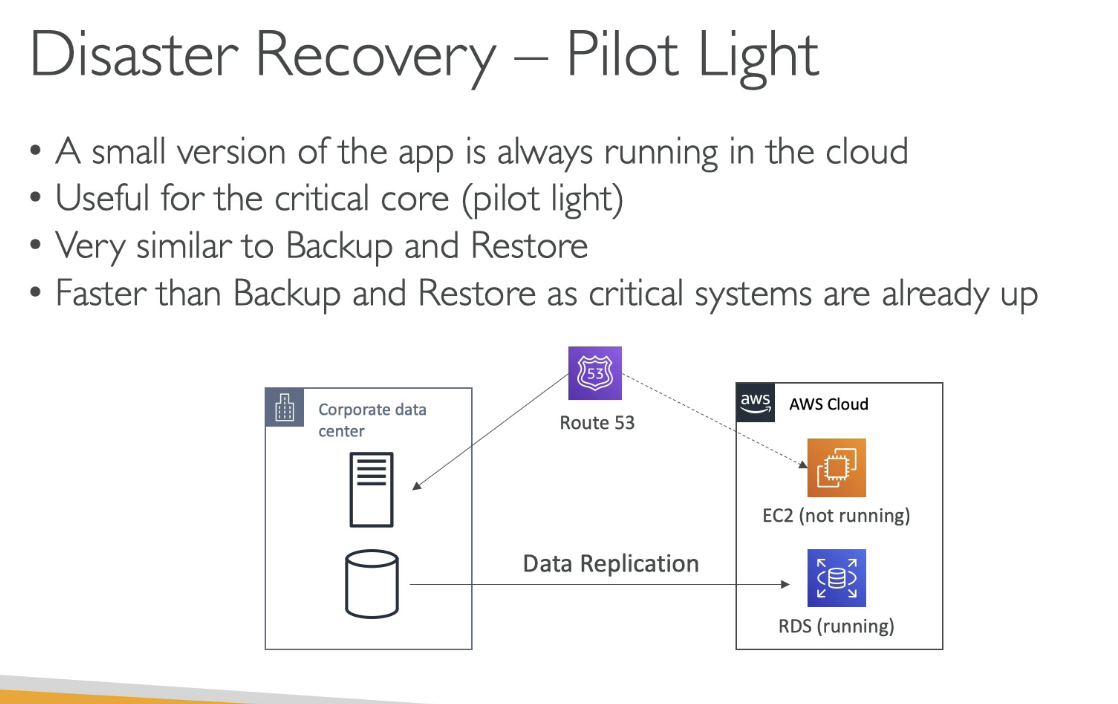 Disaster Recovery – Pilot Light
• A small version of the app is always running in the cloud
• Useful for the critical core (pilot light)
• Very similar to Backup and Restore
• Faster than Backup and Restore as critical systems are already up
53
Route 53
Corporate data
center
aws
AWS Cloud
EC2 (not running)
Data Replication
RDS (running)